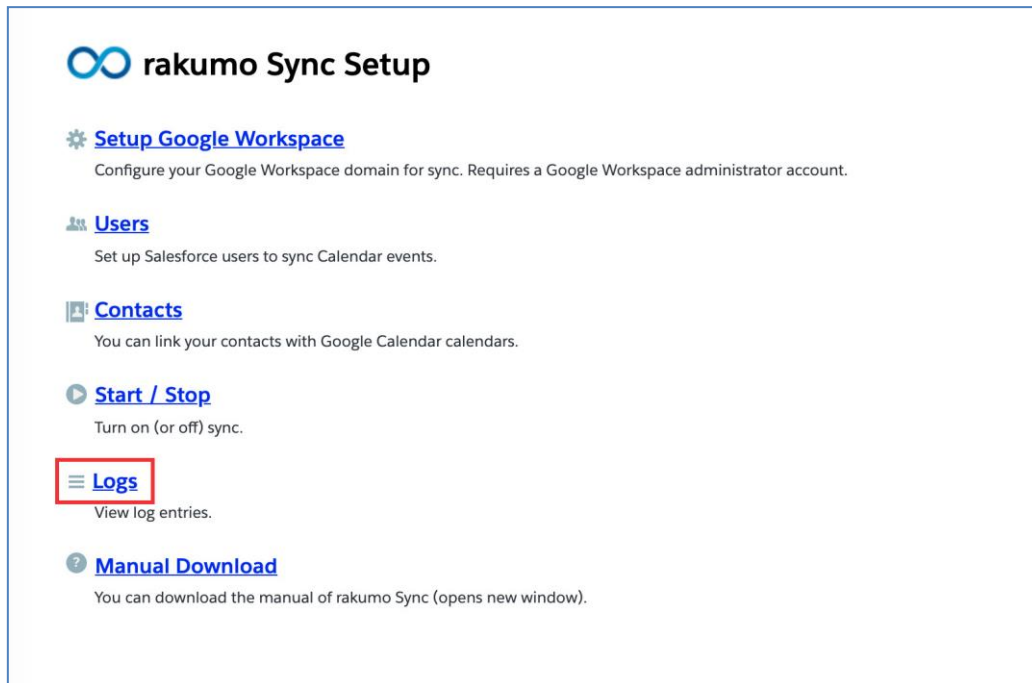 rakumo Sync Setup
Setup Google Workspace
Configure your Google Workspace domain for sync. Requires a Google Workspace administrator account.
Users
Set up Salesforce users to sync Calendar events.
Contacts
You can link your contacts with Google Calendar calendars.
Start / Stop
Turn on (or off) sync.
Logs
View log entries.
Manual Download
You can download the manual of rakumo Sync (opens new window).